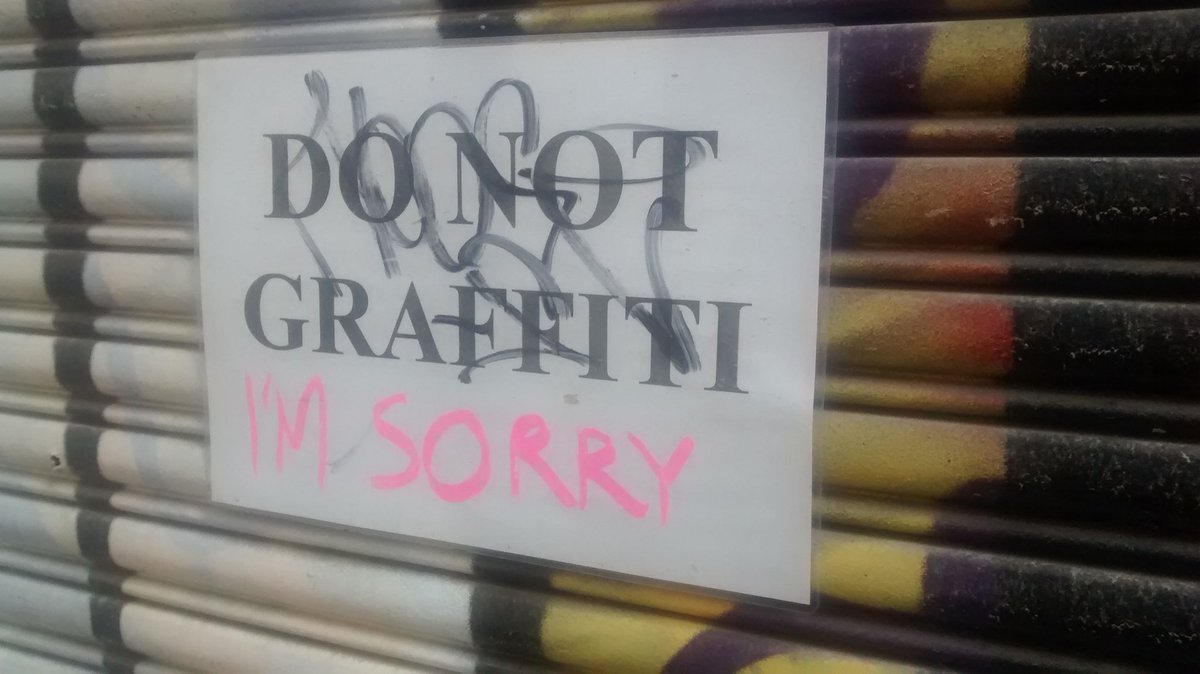 DO NOT
GRAFFITI
I'M SORRY